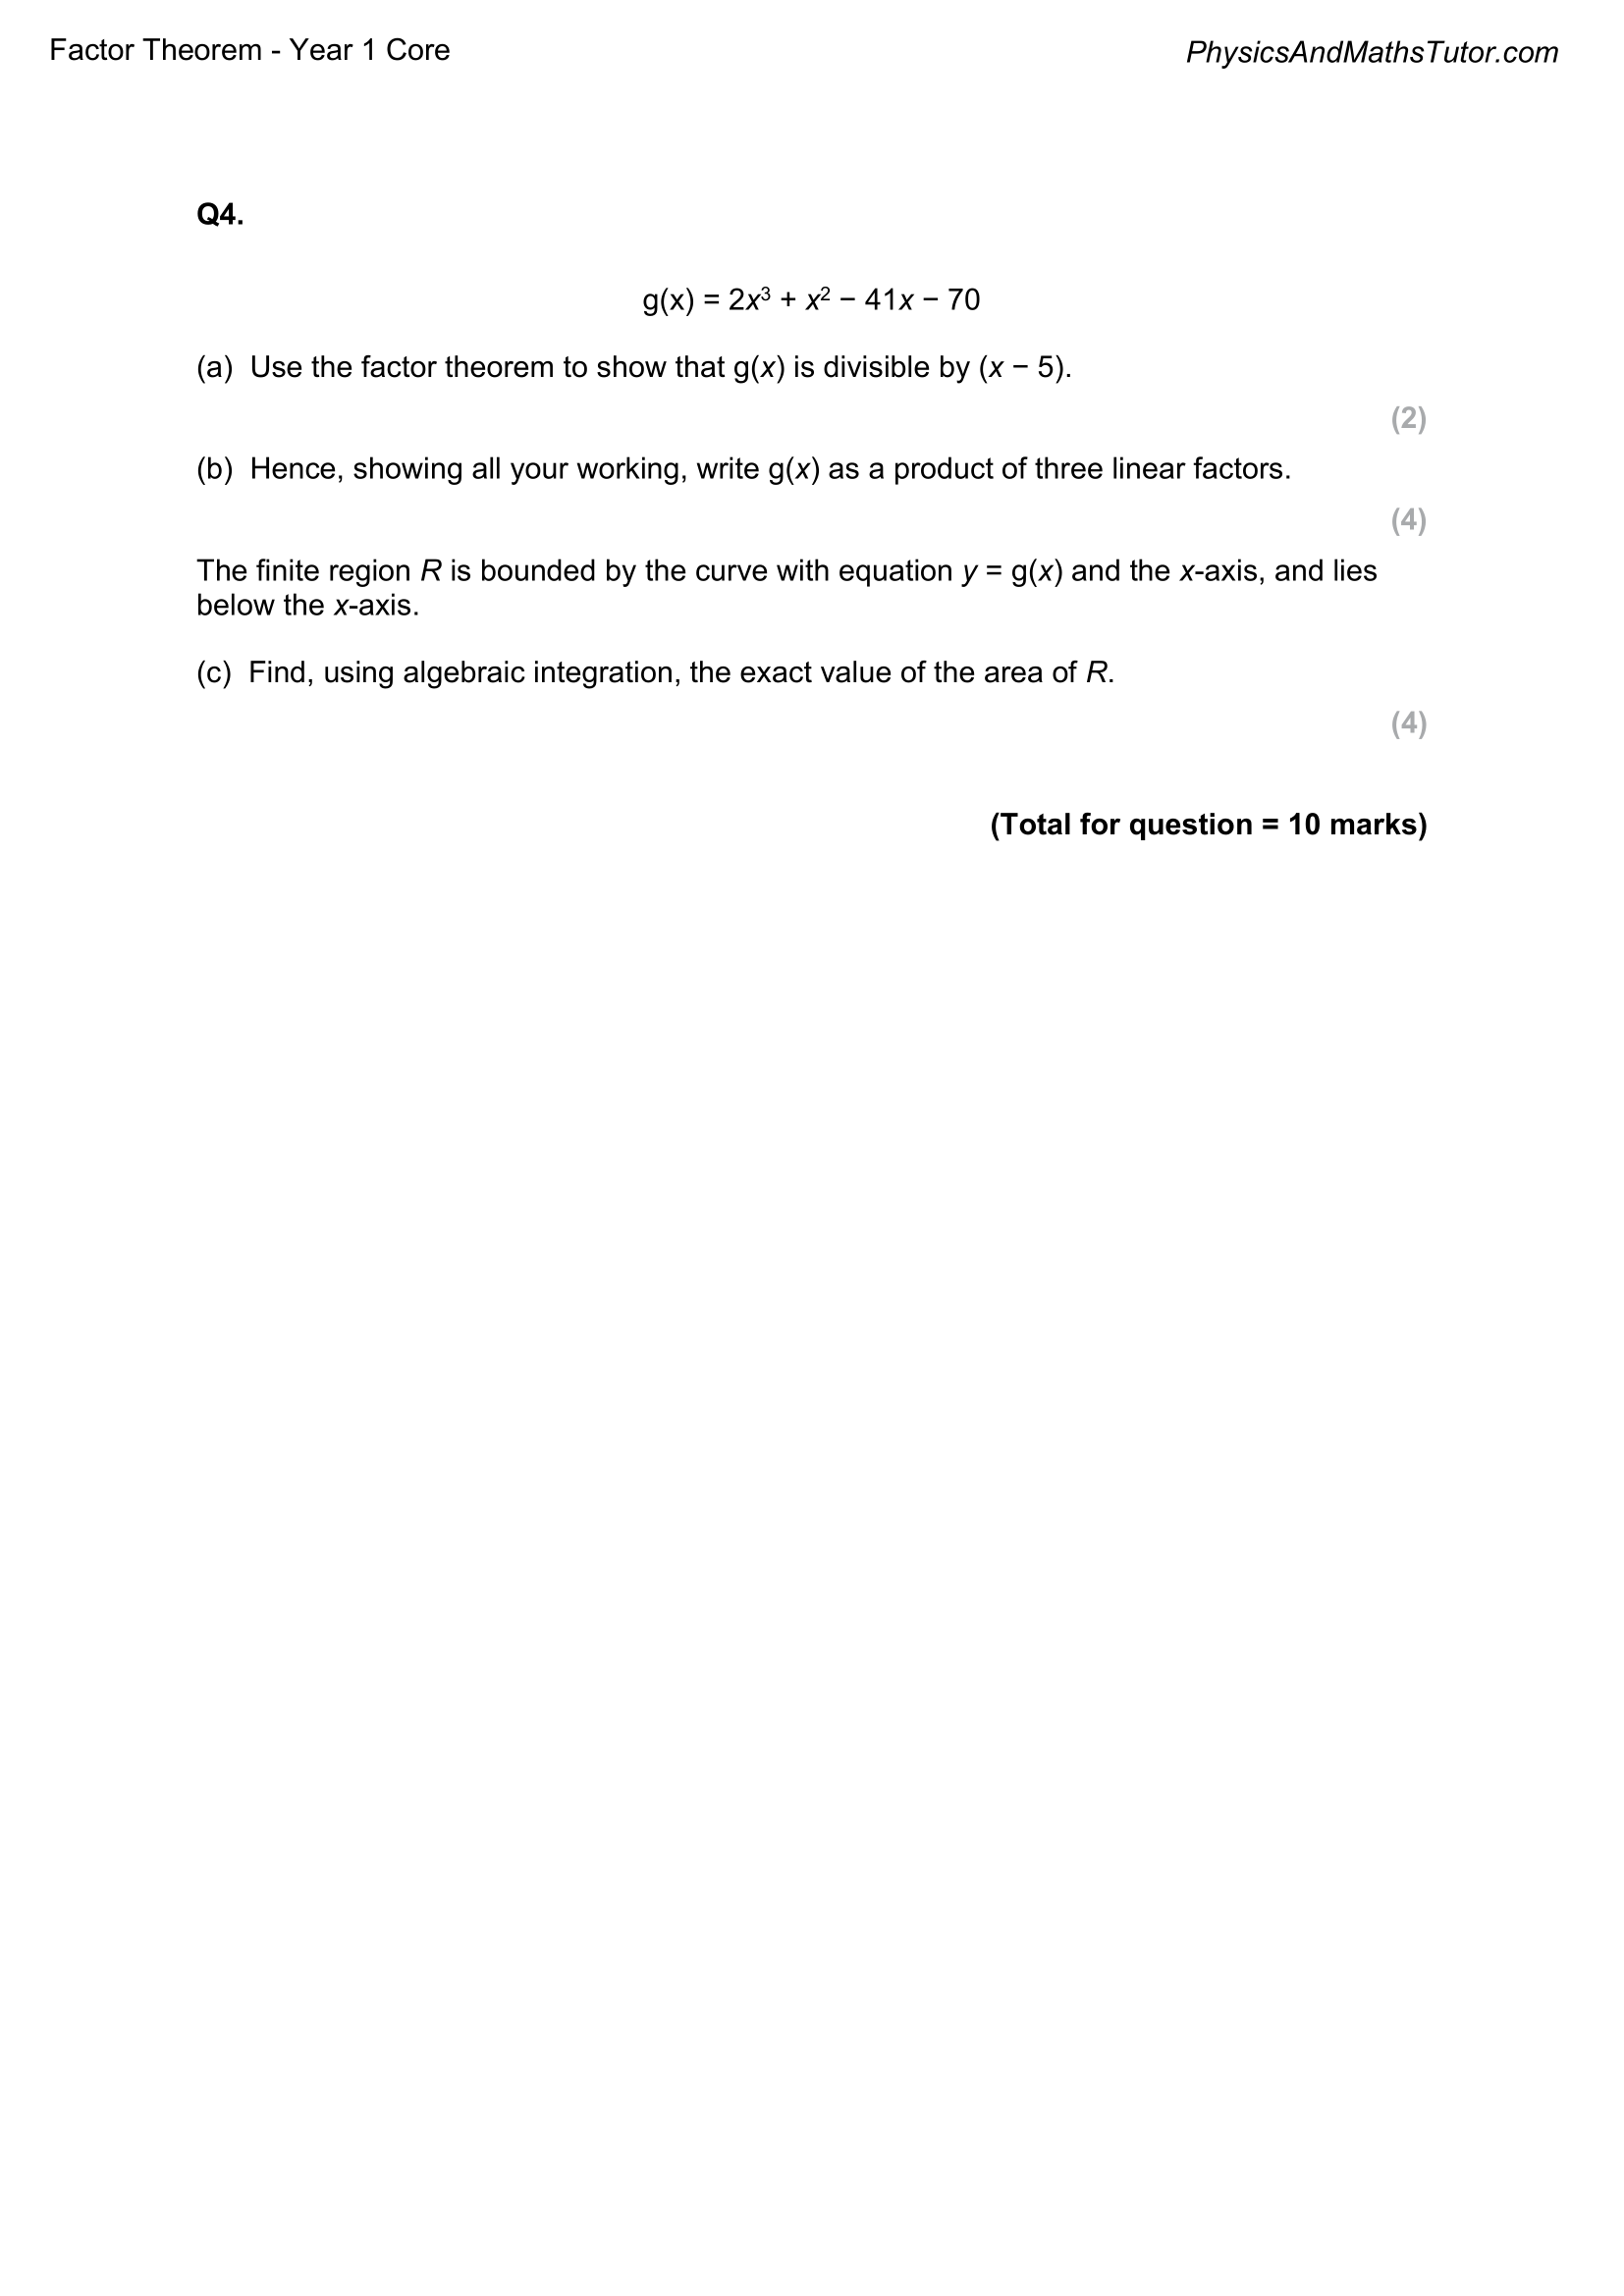 Factor Theorem - Year 1 Core
PhysicsAndMathsTutor.com
Q4.
g(x) = 2x³ + x² − 41x − 70
(a) Use the factor theorem to show that g(x) is divisible by (x − 5).
(2)
(b) Hence, showing all your working, write g(x) as a product of three linear factors.
(4)
The finite region R is bounded by the curve with equation y = g(x) and the x-axis, and lies
below the x-axis.
(c) Find, using algebraic integration, the exact value of the area of R.
(4)
(Total for question = 10 marks)